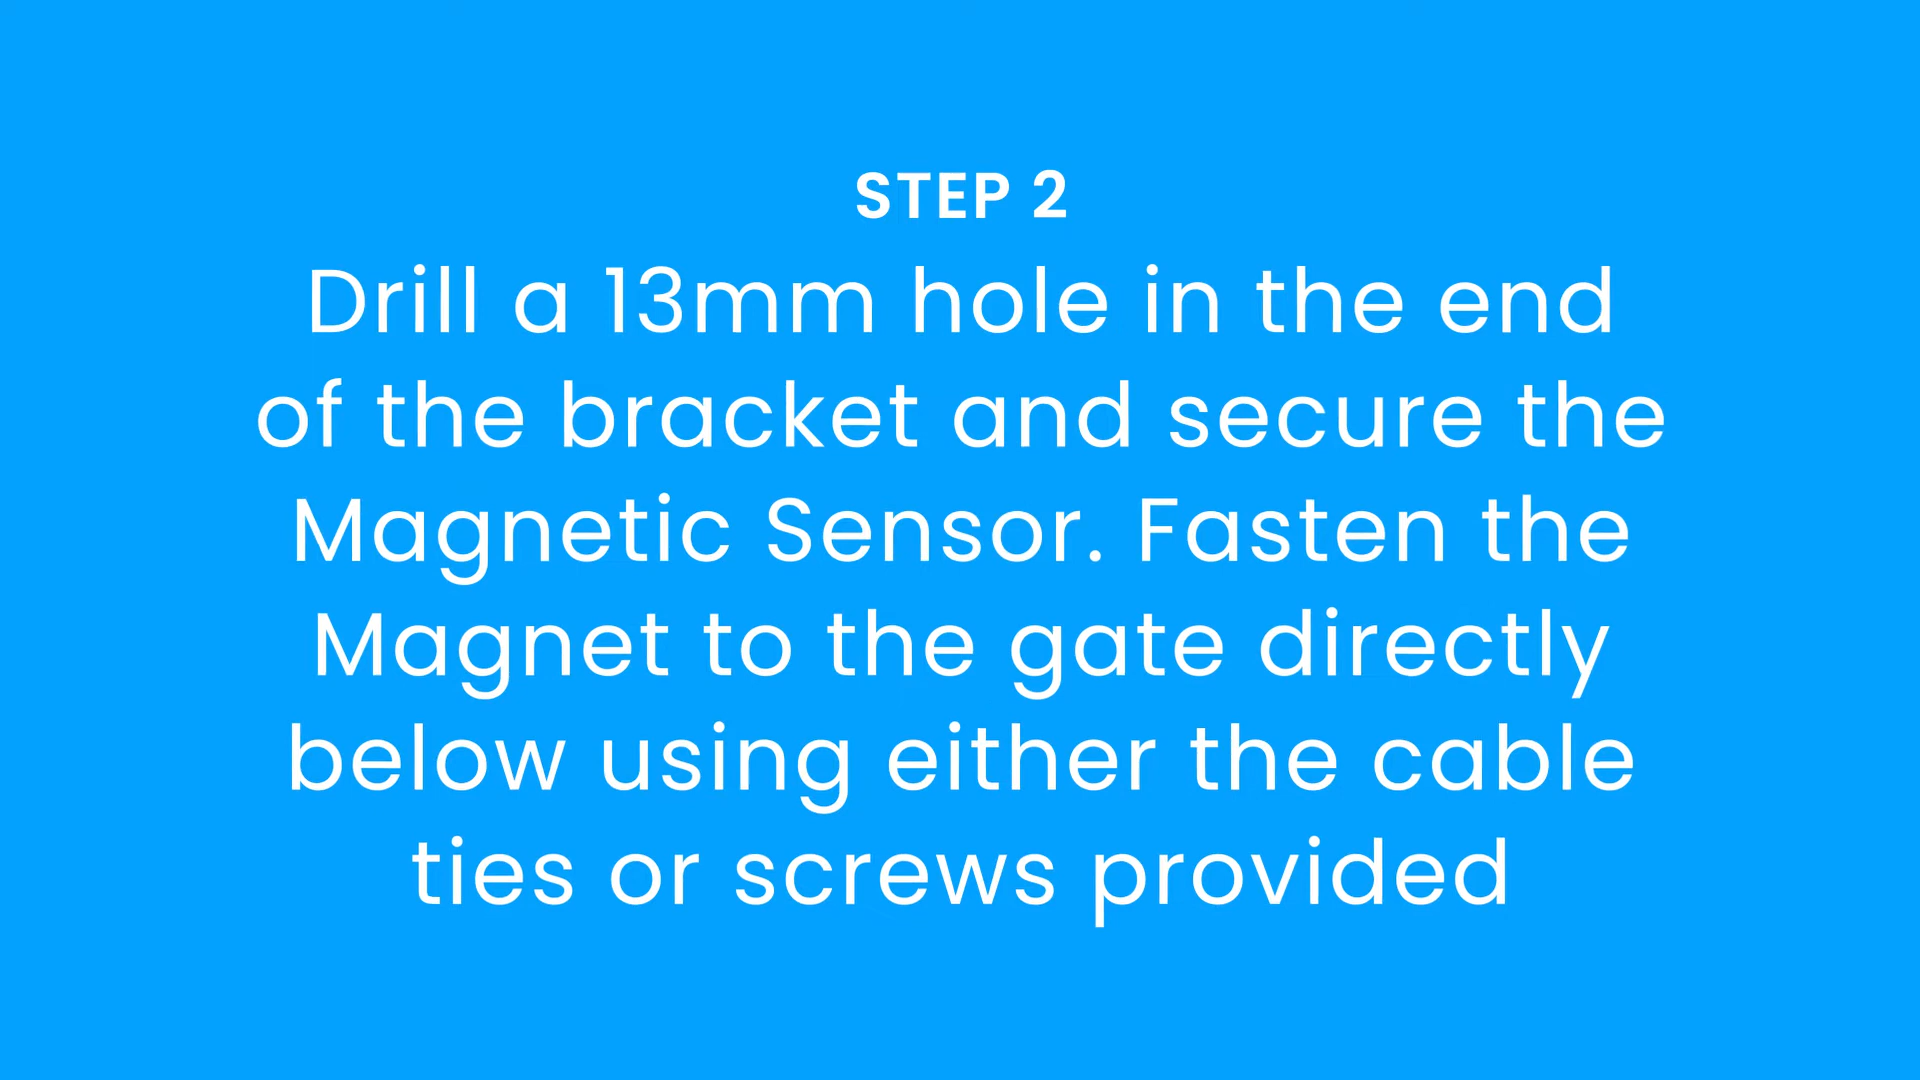 STEP 2
Drill a 13mm hole in the end
of the bracket and secure the
Magnetic Sensor. Fasten the
Magnet to the gate directly
below using either the cable
ties or screws provided